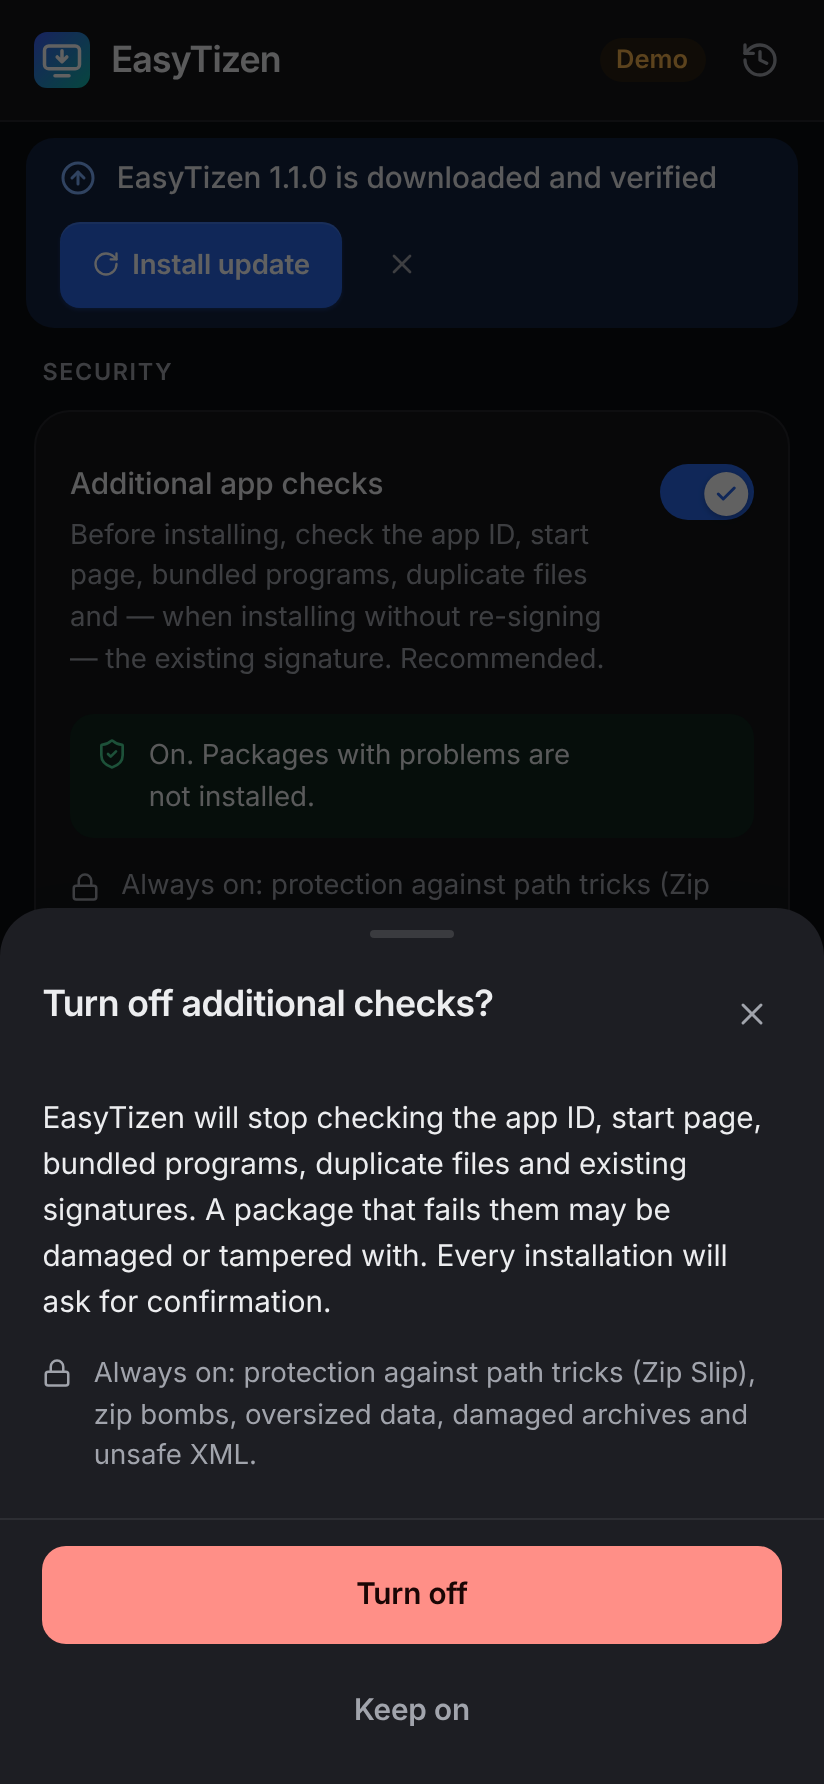 EasyTizen
Demo
EasyTizen 1.1.0 is downloaded and verified
Install update
SECURITY
Additional app checks
Before installing, check the app ID, start
page, bundled programs, duplicate files
and — when installing without re-signing
— the existing signature. Recommended.
On. Packages with problems are
not installed.
Always on: protection against path tricks (Zip
Turn off additional checks?
EasyTizen will stop checking the app ID, start page,
bundled programs, duplicate files and existing
signatures. A package that fails them may be
damaged or tampered with. Every installation will
ask for confirmation.
Always on: protection against path tricks (Zip Slip),
zip bombs, oversized data, damaged archives and
unsafe XML.
Turn off
Keep on